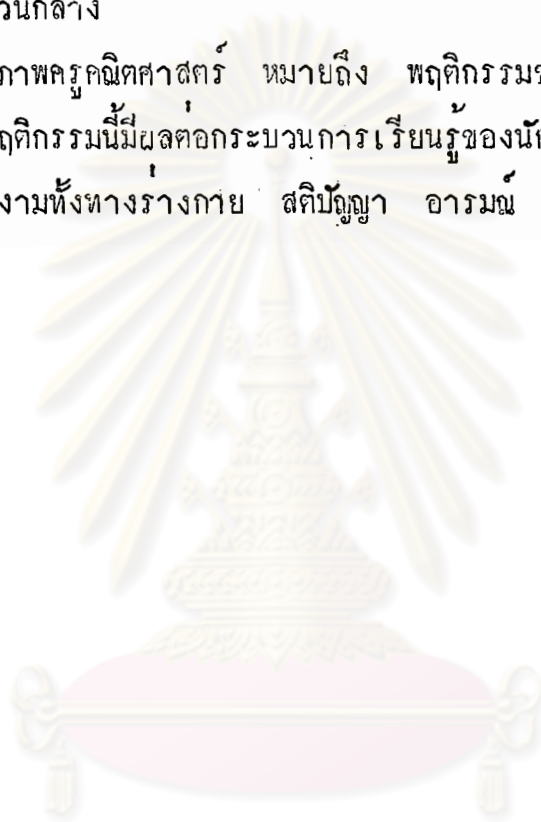 วนกลาง
ภาพครูคณิตศาสตร์ หมายถึง พฤติกรรมข
ฤติกรรมนี้มีผลต่อกระบวนการเรียนรู้ของนัก
งามทั้งทางร่างกาย สติปัญญา อารมณ์